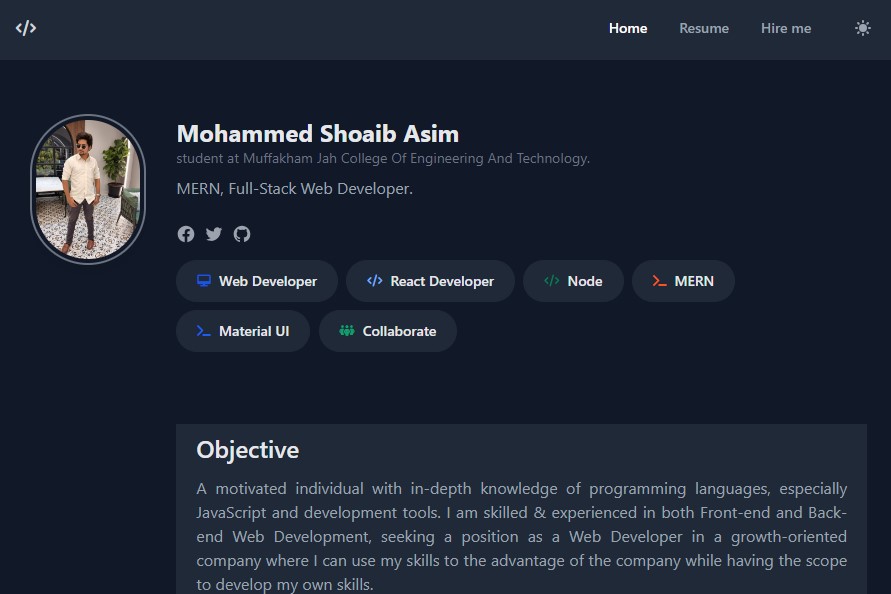 </>
Home Resume Hire me
Mohammed Shoaib Asim
student at Muffakham Jah College Of Engineering And Technology.
MERN, Full-Stack Web Developer.
Web Developer </> React Developer </> Node >_ MERN
>_ Material UI Collaborate
Objective
A motivated individual with in-depth knowledge of programming languages, especially
JavaScript and development tools. I am skilled & experienced in both Front-end and Back-
end Web Development, seeking a position as a Web Developer in a growth-oriented
company where I can use my skills to the advantage of the company while having the scope
to develop my own skills.